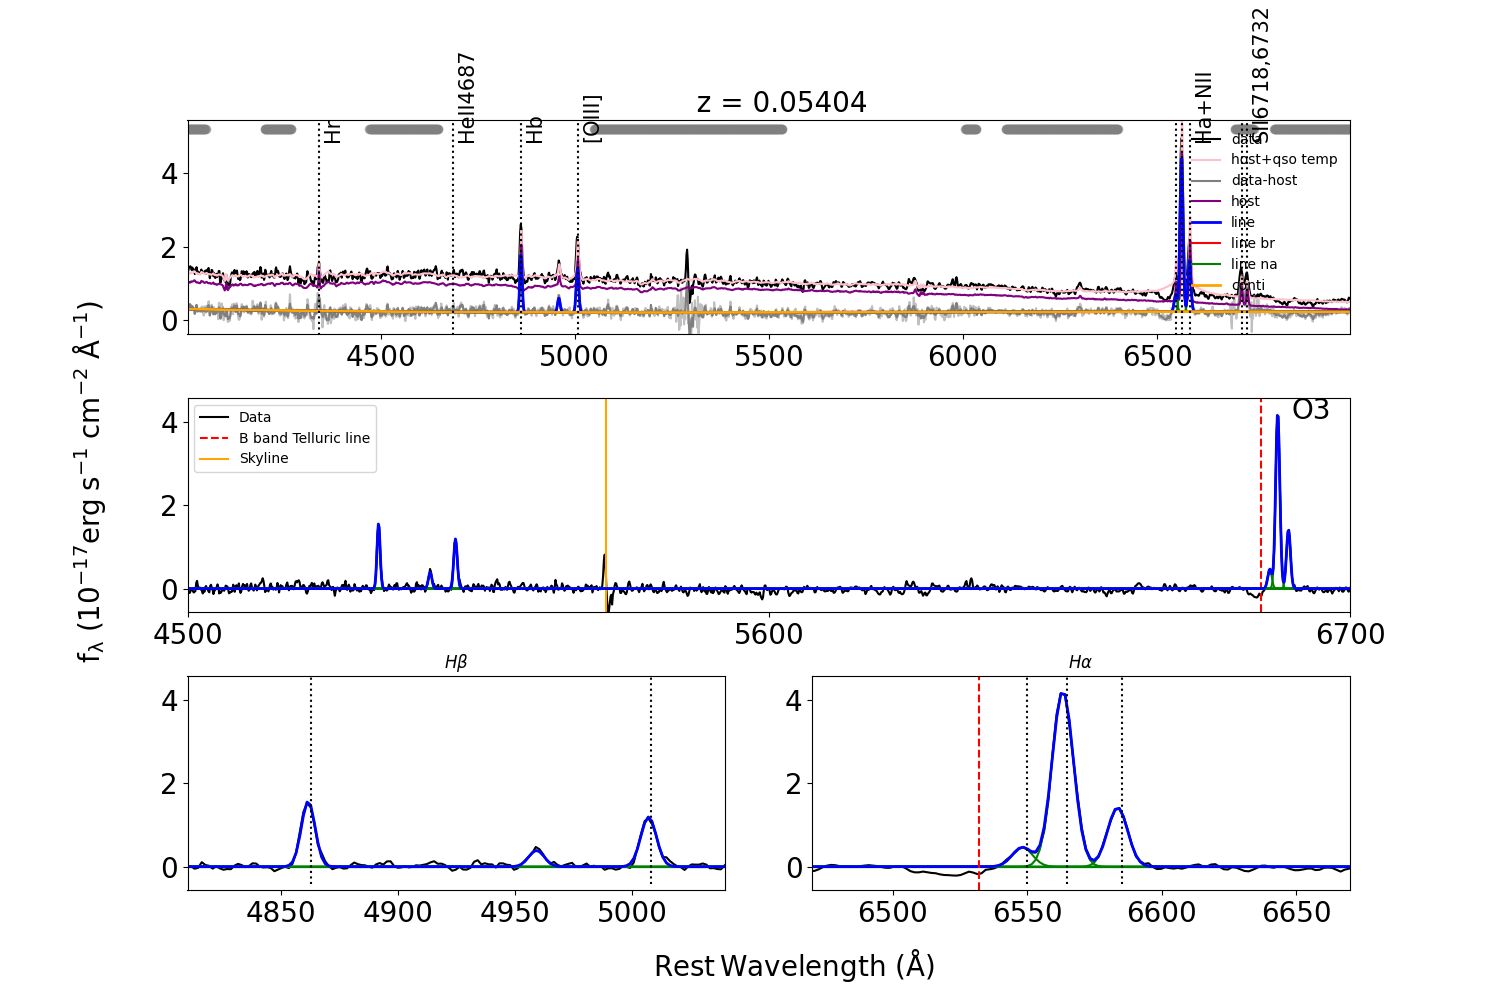 z = 0.05404
Hr
HeII4687
Hb
[OIII]
Ha+NII
SII6718,6732
data
host+qso temp
data-host
host
line
line br
line na
conti
4
2
0
4500
5000
5500
6000
6500
Data
B band Telluric line
Skyline
O3
4
2
0
4500
5600
6700
fλ (10⁻¹⁷erg s⁻¹ cm⁻² Å⁻¹)
Hβ
4
2
0
4850
4900
4950
5000
Hα
4
2
0
6500
6550
6600
6650
Rest Wavelength (Å)